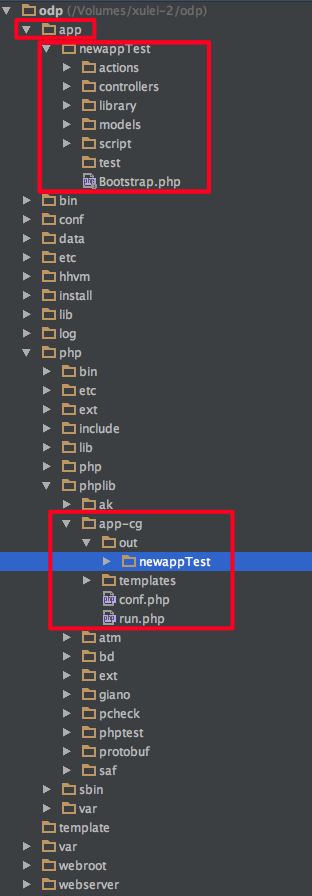 odp (/Volumes/xulei-2/odp)
app
newappTest
actions
controllers
library
models
script
test
Bootstrap.php
bin
conf
data
etc
hhvm
install
lib
log
php
bin
etc
ext
include
lib
php
phplib
ak
app-cg
out
newappTest
templates
conf.php
run.php
atm
bd
ext
giano
pcheck
phptest
protobuf
saf
sbin
var
template
var
webroot
webserver